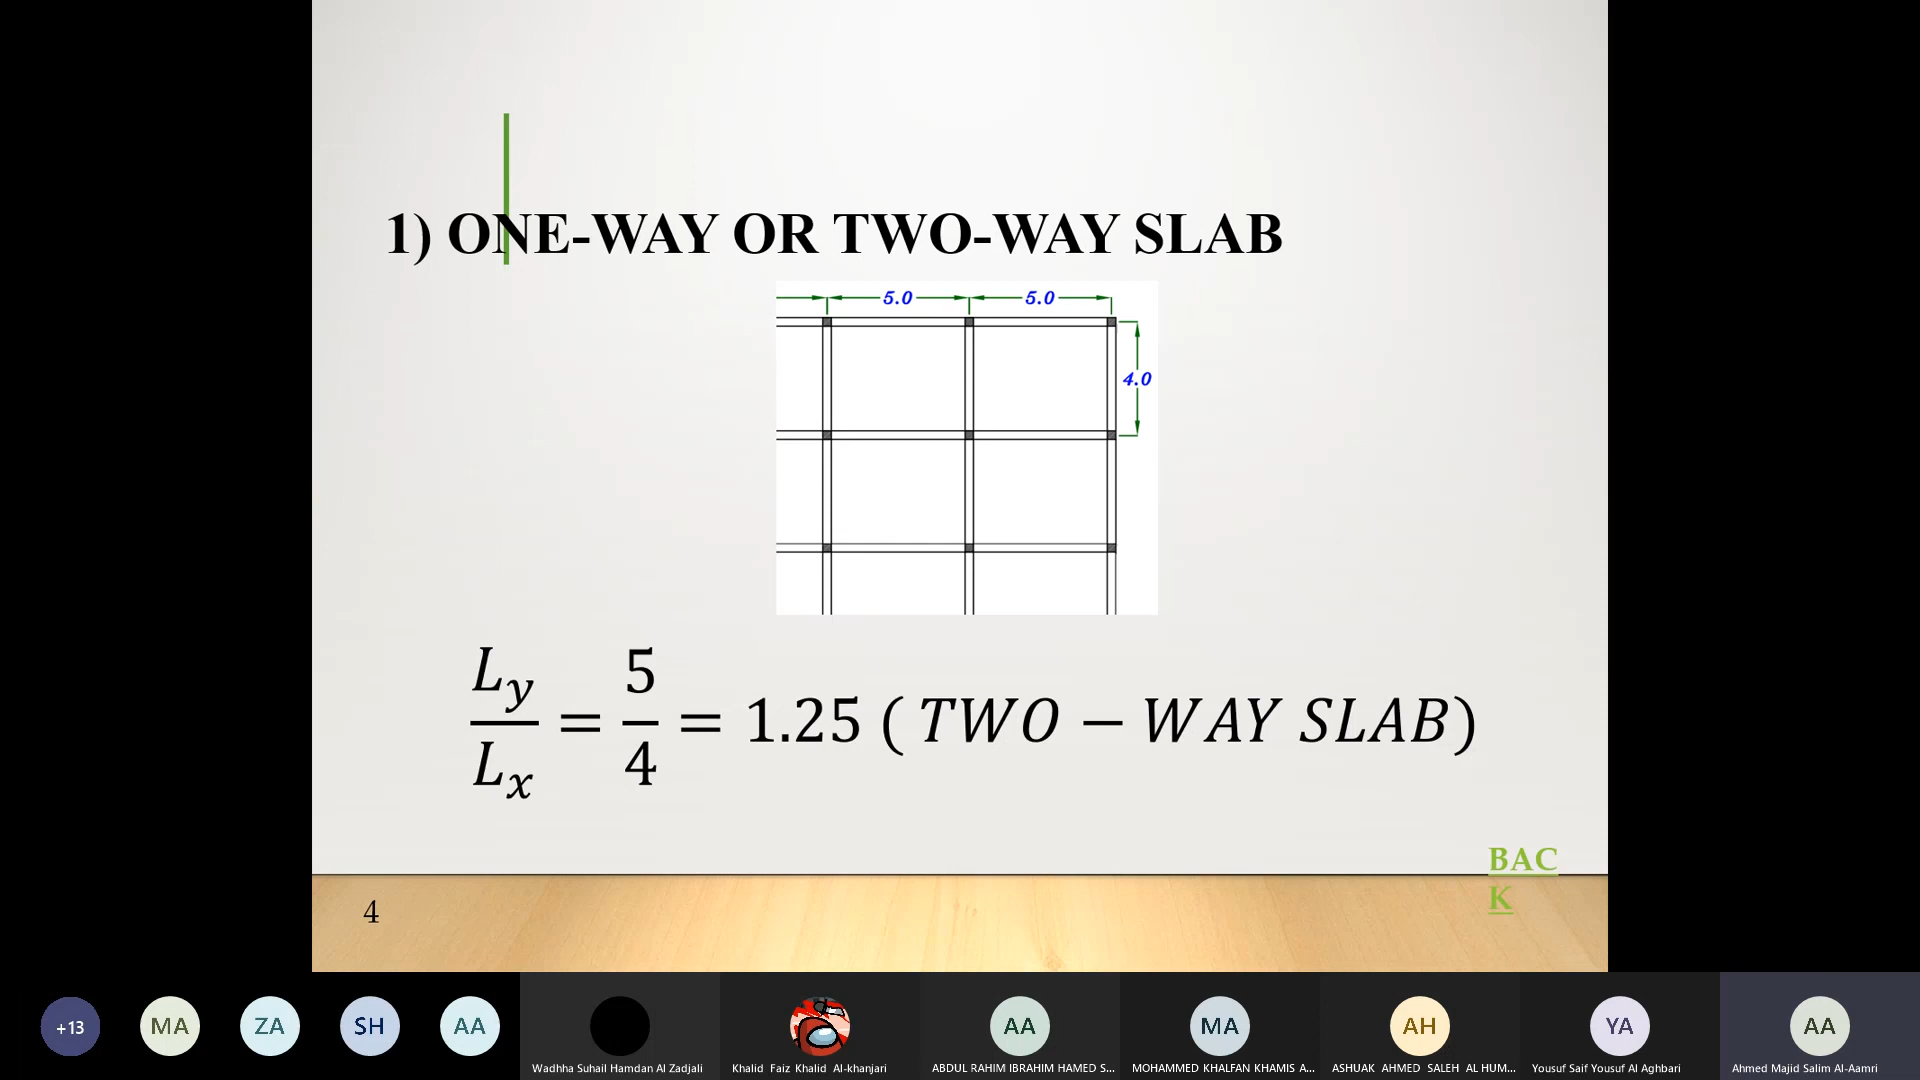 1) ONE-WAY OR TWO-WAY SLAB
5.0 5.0
4.0
L_y/L_x = 5/4 = 1.25 ( TWO − WAY SLAB)
BAC
K
4
+13 MA ZA SH AA AA MA AH YA AA
Wadhha Suhail Hamdan Al Zadjali
Khalid Faiz Khalid Al-khanjari
ABDUL RAHIM IBRAHIM HAMED S...
MOHAMMED KHALFAN KHAMIS A...
ASHUAK AHMED SALEH AL HUM...
Yousuf Saif Yousuf Al Aghbari
Ahmed Majid Salim Al-Aamri